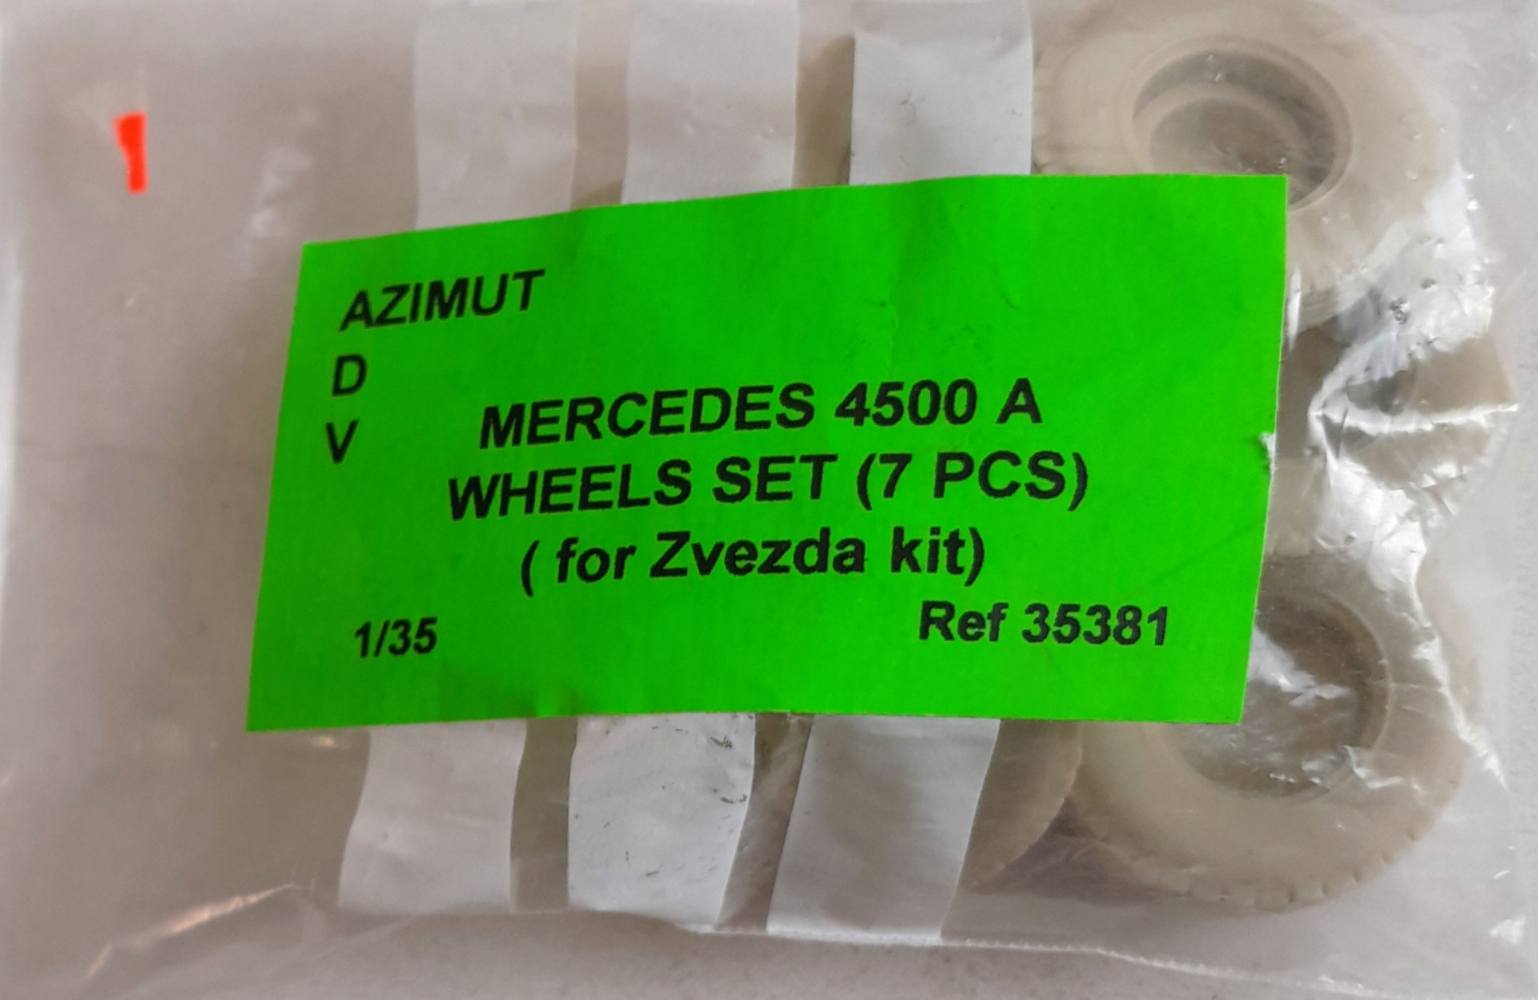 AZIMUT
D
V
MERCEDES 4500 A
WHEELS SET (7 PCS)
( for Zvezda kit)
1/35
Ref 35381